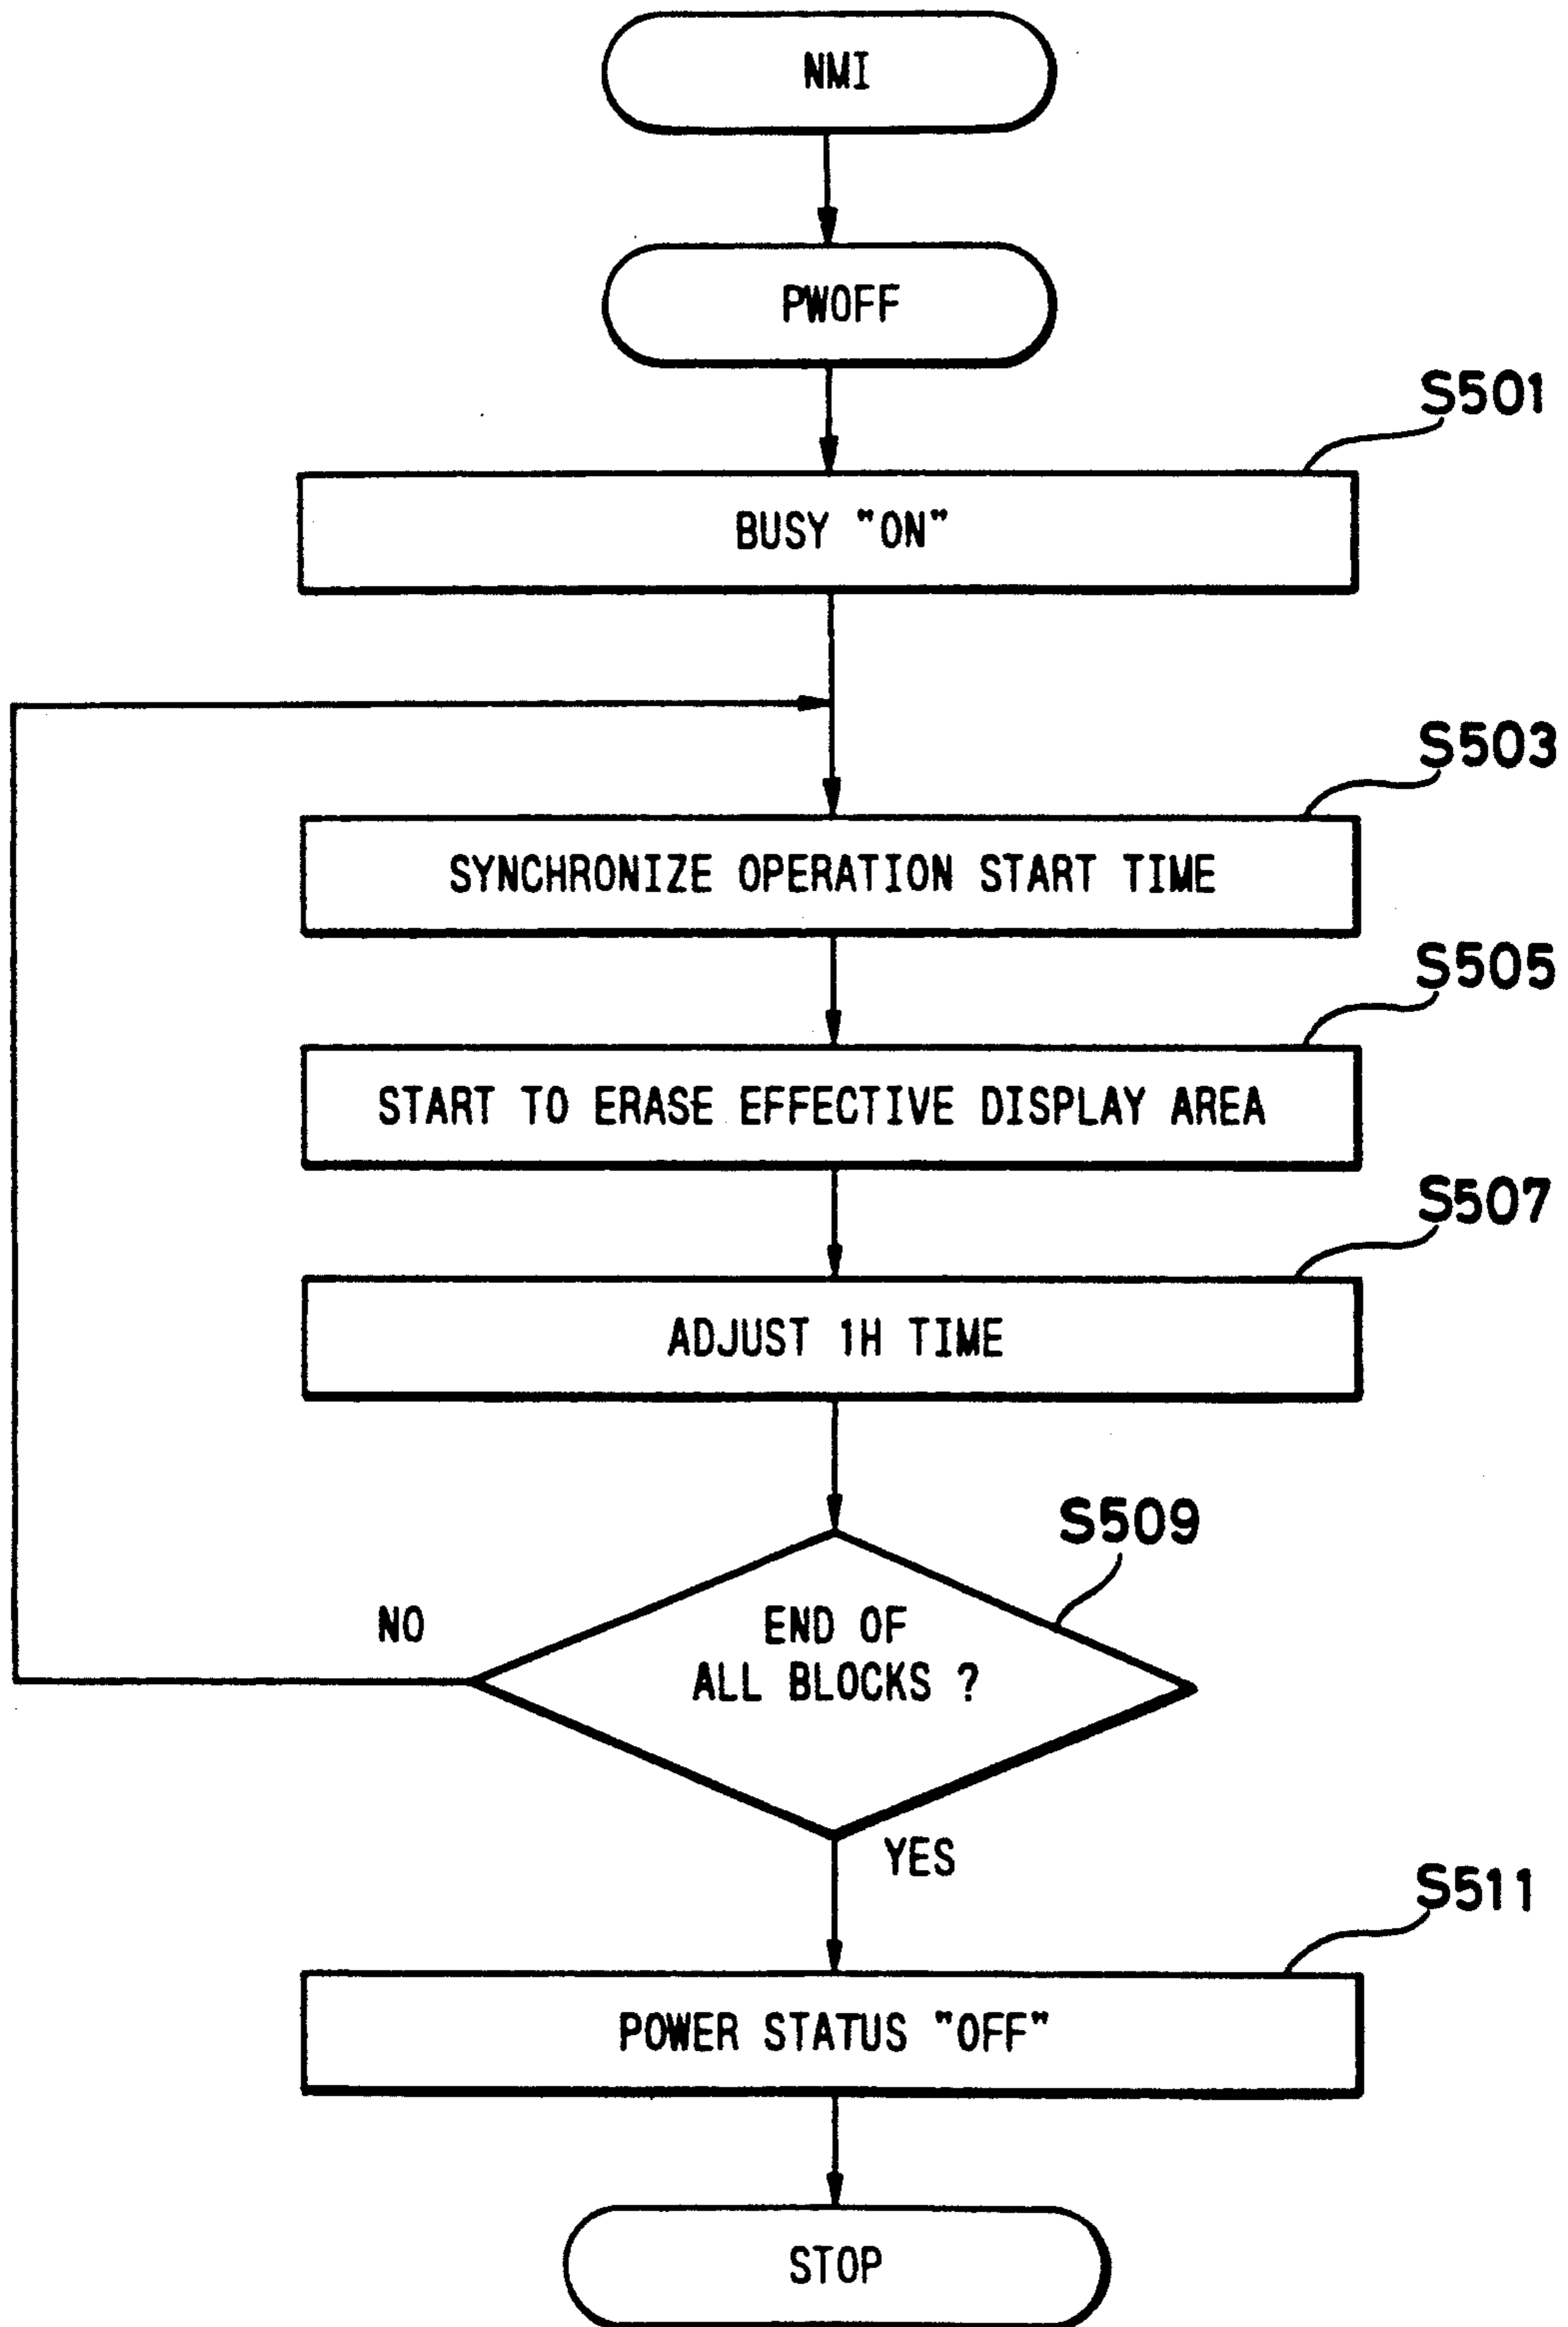 NMI
PWOFF
S501
BUSY "ON"
S503
SYNCHRONIZE OPERATION START TIME
S505
START TO ERASE EFFECTIVE DISPLAY AREA
S507
ADJUST 1H TIME
S509
END OF
ALL BLOCKS ?
NO
YES
S511
POWER STATUS "OFF"
STOP